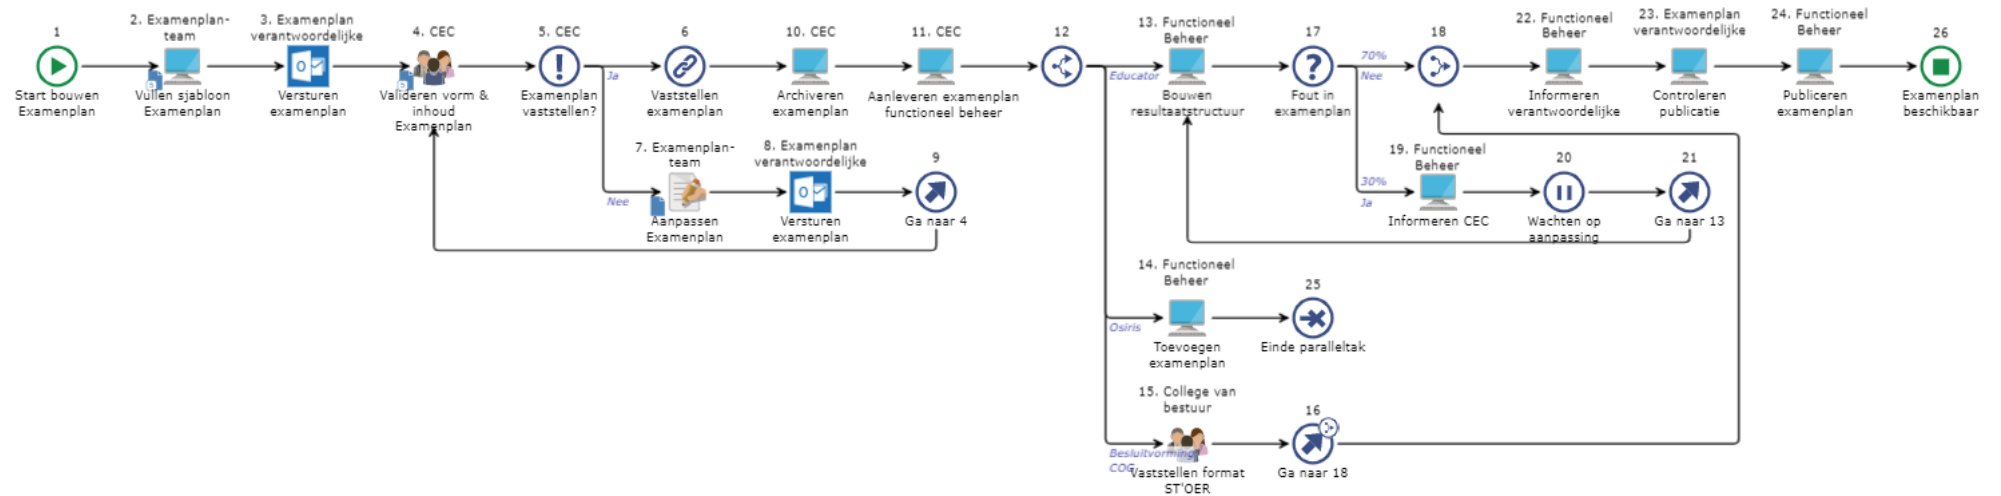 1
Start bouwen
Examenplan
2. Examenplan-
team
Vullen sjabloon
Examenplan
3. Examenplan
verantwoordelijke
Versturen
examenplan
4. CEC
Valideren vorm &
inhoud
Examenplan
5. CEC
Examenplan
vaststellen?
Ja
Nee
6
Vaststellen
examenplan
10. CEC
Archiveren
examenplan
11. CEC
Aanleveren examenplan
functioneel beheer
7. Examenplan-
team
Aanpassen
Examenplan
8. Examenplan
verantwoordelijke
Versturen
examenplan
9
Ga naar 4
12
Educator
Osiris
Besluitvorming
COG
13. Functioneel
Beheer
Bouwen
resultaatstructuur
17
Fout in
examenplan
70%
Nee
30%
Ja
18
22. Functioneel
Beheer
Informeren
verantwoordelijke
23. Examenplan
verantwoordelijke
Controleren
publicatie
24. Functioneel
Beheer
Publiceren
examenplan
26
Examenplan
beschikbaar
19. Functioneel
Beheer
Informeren CEC
20
Wachten op
aanpassing
21
Ga naar 13
14. Functioneel
Beheer
Toevoegen
examenplan
25
Einde paralleltak
15. College van
bestuur
Vaststellen format
ST'OER
16
Ga naar 18